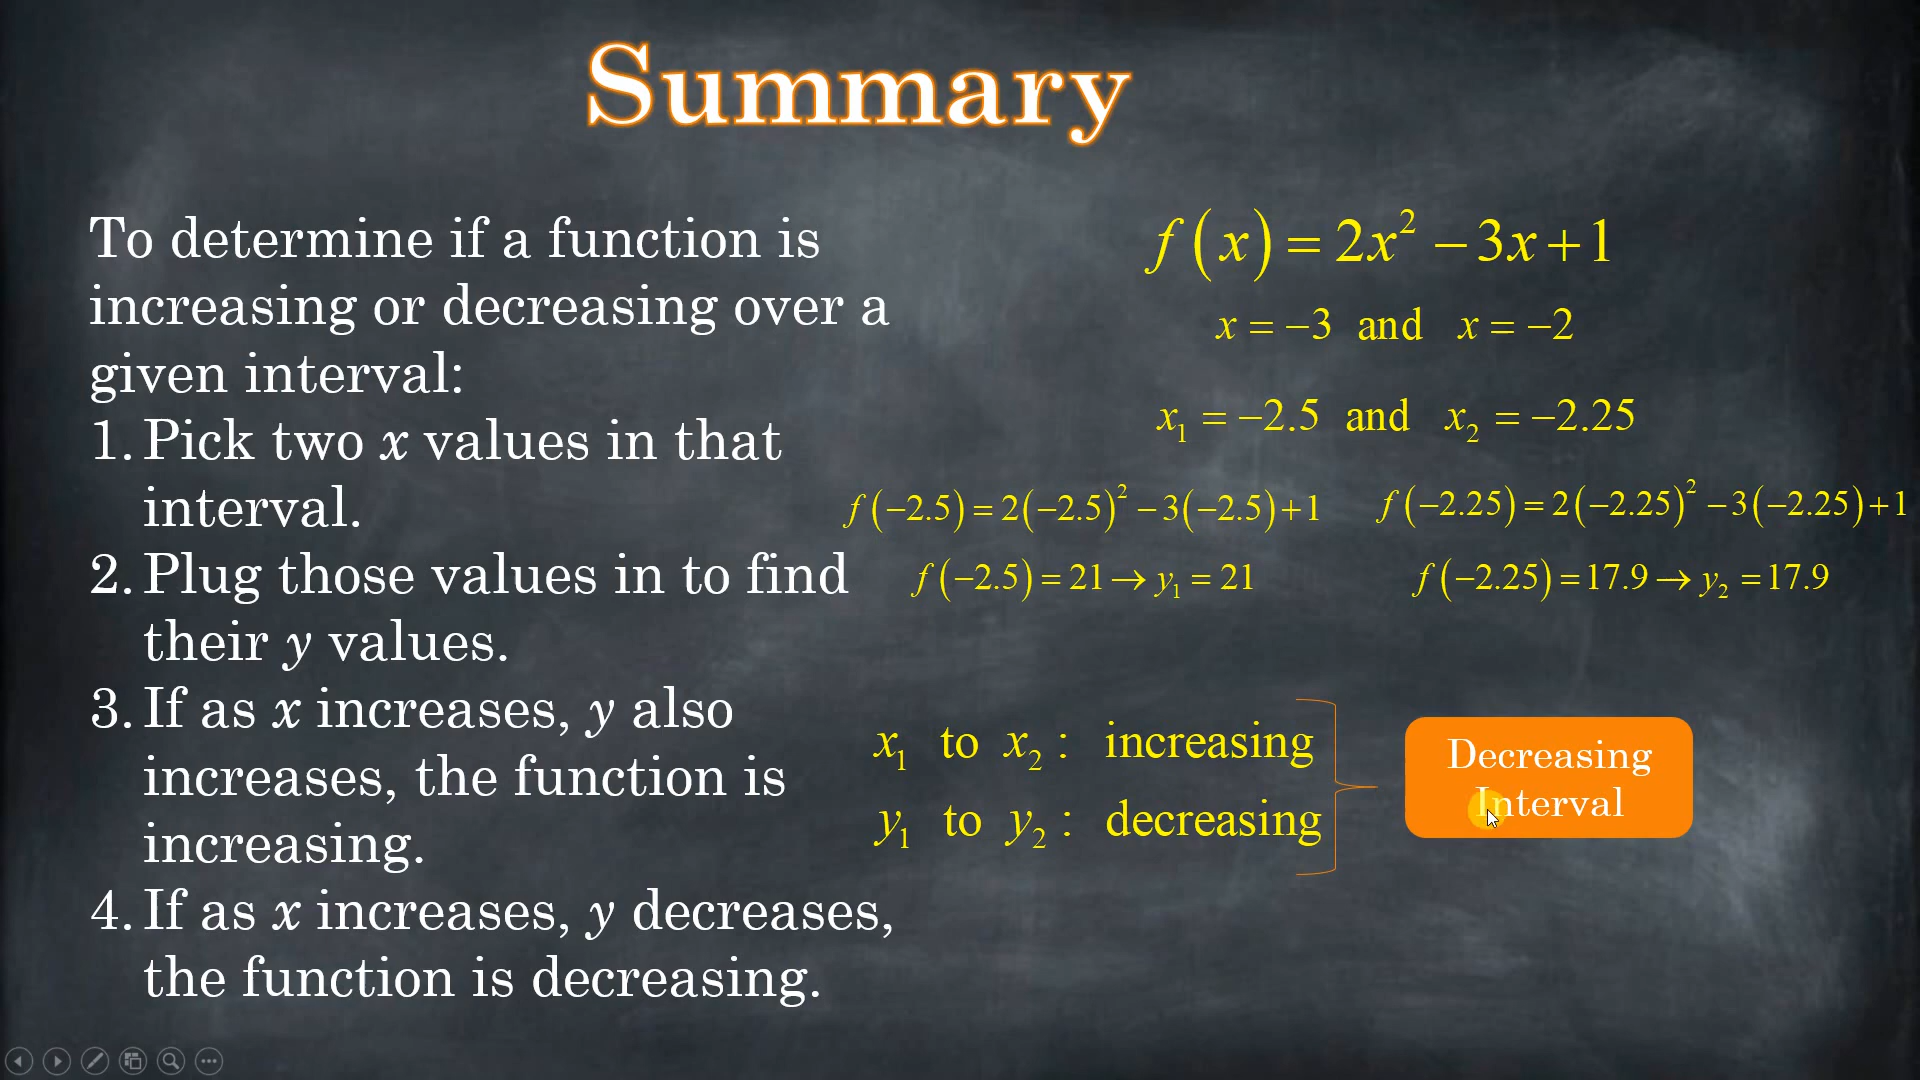 Summary
To determine if a function is
increasing or decreasing over a
given interval:
1. Pick two x values in that
interval.
2. Plug those values in to find
their y values.
3. If as x increases, y also
increases, the function is
increasing.
4. If as x increases, y decreases,
the function is decreasing.
f(x) = 2x² − 3x + 1
x = −3 and x = −2
x₁ = −2.5 and x₂ = −2.25
f(−2.5) = 2(−2.5)² − 3(−2.5) + 1
f(−2.25) = 2(−2.25)² − 3(−2.25) + 1
f(−2.5) = 21 → y₁ = 21
f(−2.25) = 17.9 → y₂ = 17.9
x₁ to x₂ : increasing
y₁ to y₂ : decreasing
Decreasing
Interval